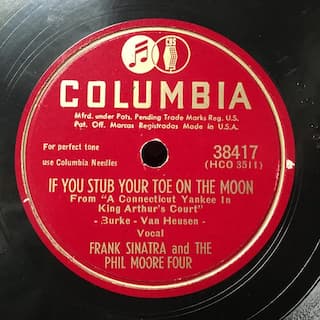 COLUMBIA
Mfrd. under Pats. Pending Trade Marks Reg. U.S.
Pat. Off. Marcas Registradas Made in U.S.A.
For perfect tone
use Columbia Needles
38417
(HCO 3511)
IF YOU STUB YOUR TOE ON THE MOON
From "A Connecticut Yankee In
King Arthur's Court"
- Burke - Van Heusen -
Vocal
FRANK SINATRA and THE
PHIL MOORE FOUR